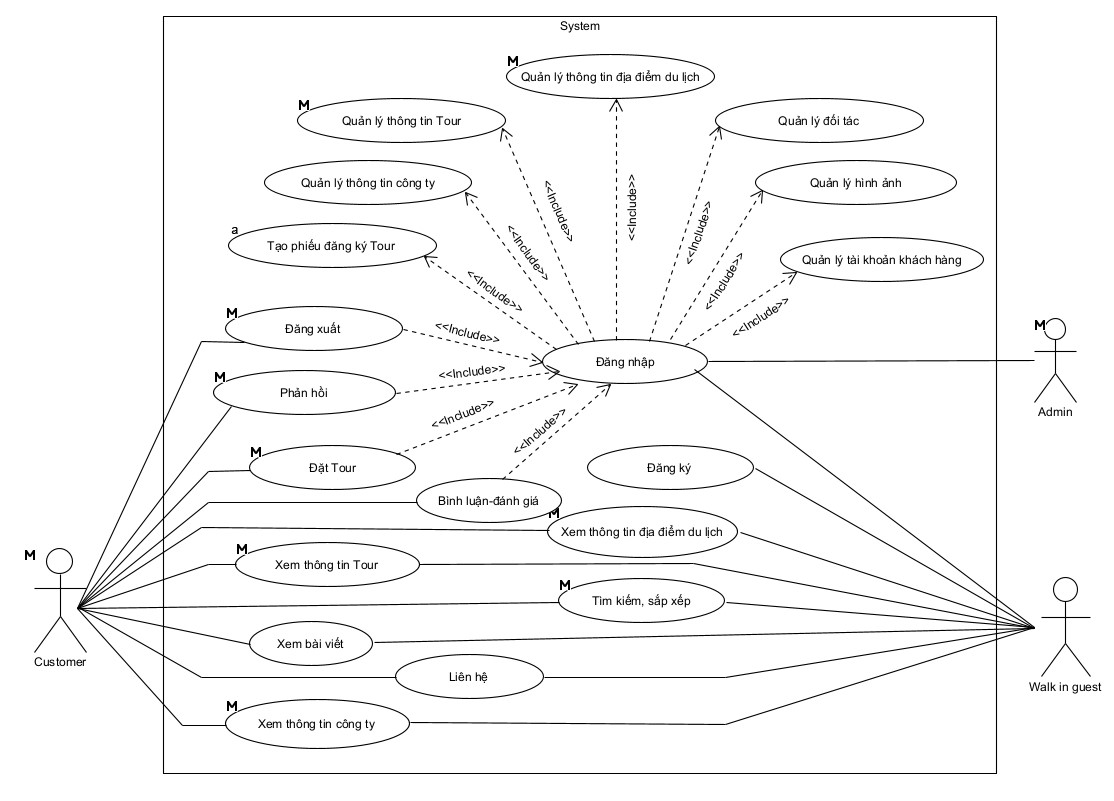 System
M
Quản lý thông tin địa điểm du lịch
M
Quản lý thông tin Tour
Quản lý đối tác
Quản lý thông tin công ty
Quản lý hình ảnh
a
Tạo phiếu đăng ký Tour
Quản lý tài khoản khách hàng
<<Include>>
<<Include>>
<<Include>>
<<Include>>
<<Include>>
<<Include>>
<<Include>>
M
Đăng xuất
<<Include>>
M
Admin
Đăng nhập
M
Phản hồi
<<Include>>
<<Include>>
<<Include>>
M
Đặt Tour
Đăng ký
Bình luận-đánh giá
M
Xem thông tin địa điểm du lịch
M
Customer
M
Xem thông tin Tour
M
Tìm kiếm, sắp xếp
Walk in guest
Xem bài viết
Liên hệ
M
Xem thông tin công ty